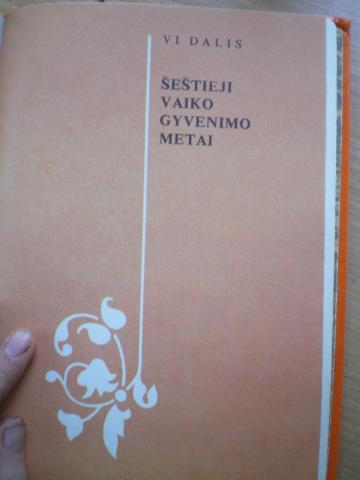 VI DALIS
ŠEŠTIEJI
VAIKO
GYVENIMO
METAI